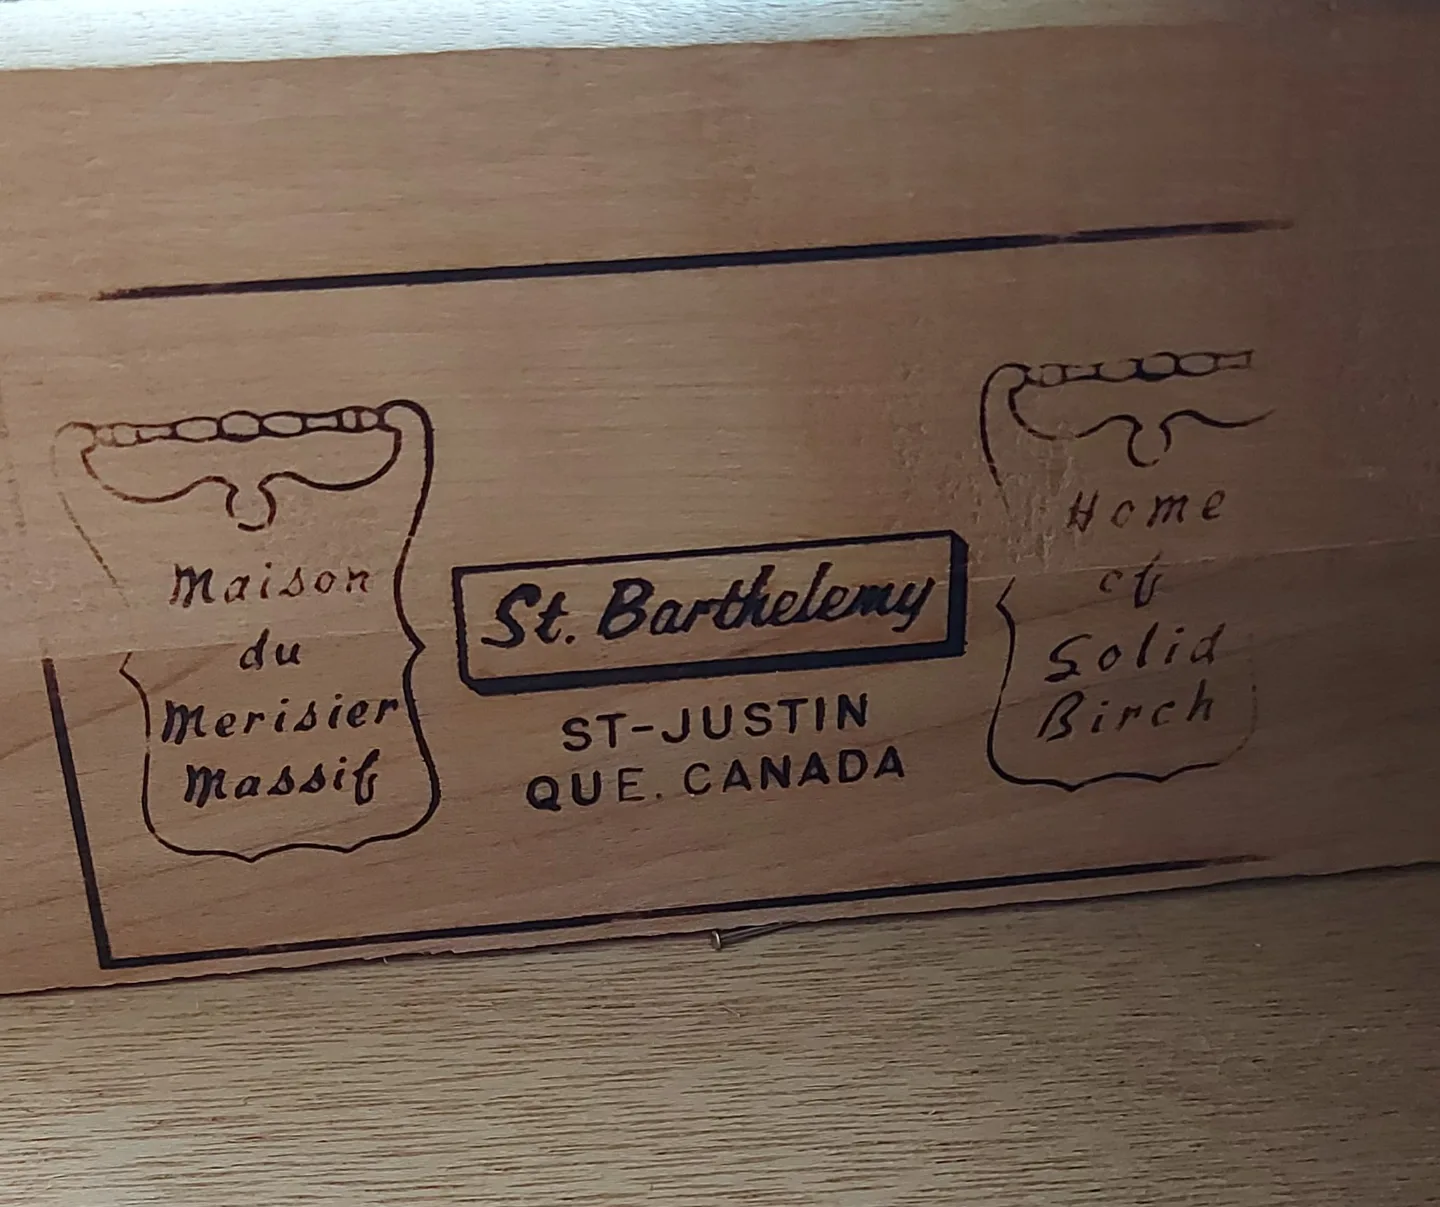 Maison
du
Merisier
Massif
St. Barthelemy
ST-JUSTIN
QUE. CANADA
Home
of
Solid
Birch